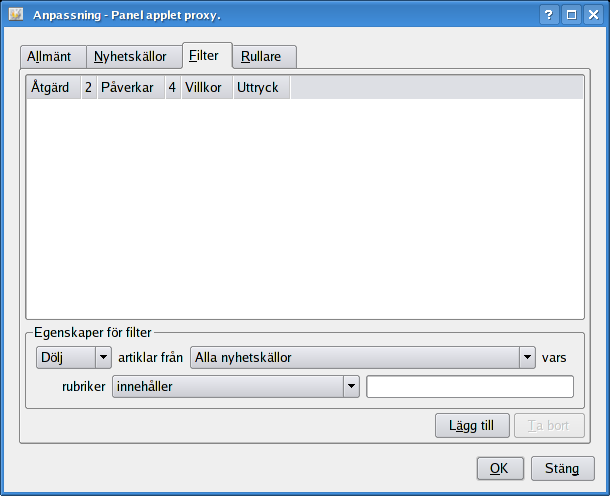 Anpassning - Panel applet proxy.
Allmänt Nyhetskällor Filter Rullare
Åtgärd 2 Påverkar 4 Villkor Uttryck
Egenskaper för filter
Dölj artiklar från Alla nyhetskällor vars
rubriker innehåller
Lägg till Ta bort
OK Stäng